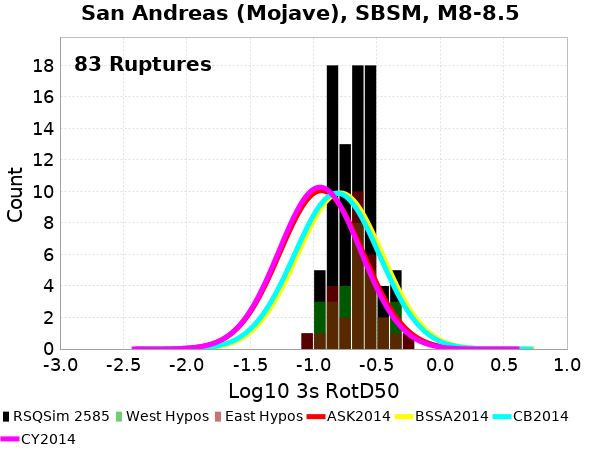 San Andreas (Mojave), SBSM, M8-8.5
83 Ruptures
Count
18
16
14
12
10
8
6
4
2
0
-3.0 -2.5 -2.0 -1.5 -1.0 -0.5 0.0 0.5 1.0
Log10 3s RotD50
RSQSim 2585 West Hypos East Hypos ASK2014 BSSA2014 CB2014
CY2014